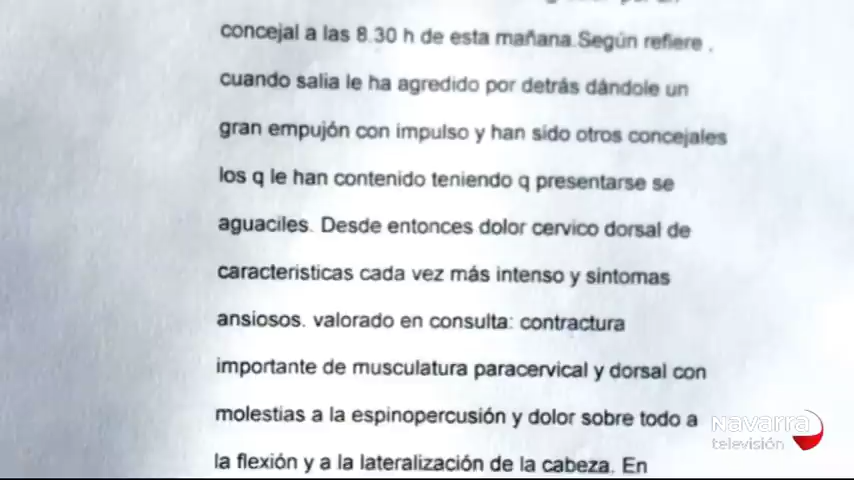 concejal a las 8.30 h de esta mañana.Según refiere ,
cuando salia le ha agredido por detrás dándole un
gran empujón con impulso y han sido otros concejales
los q le han contenido teniendo q presentarse se
aguaciles. Desde entonces dolor cervico dorsal de
caracteristicas cada vez más intenso y sintomas
ansiosos. valorado en consulta: contractura
importante de musculatura paracervical y dorsal con
molestias a la espinopercusión y dolor sobre todo a
la flexión y a la lateralización de la cabeza. En
Navarra
televisión